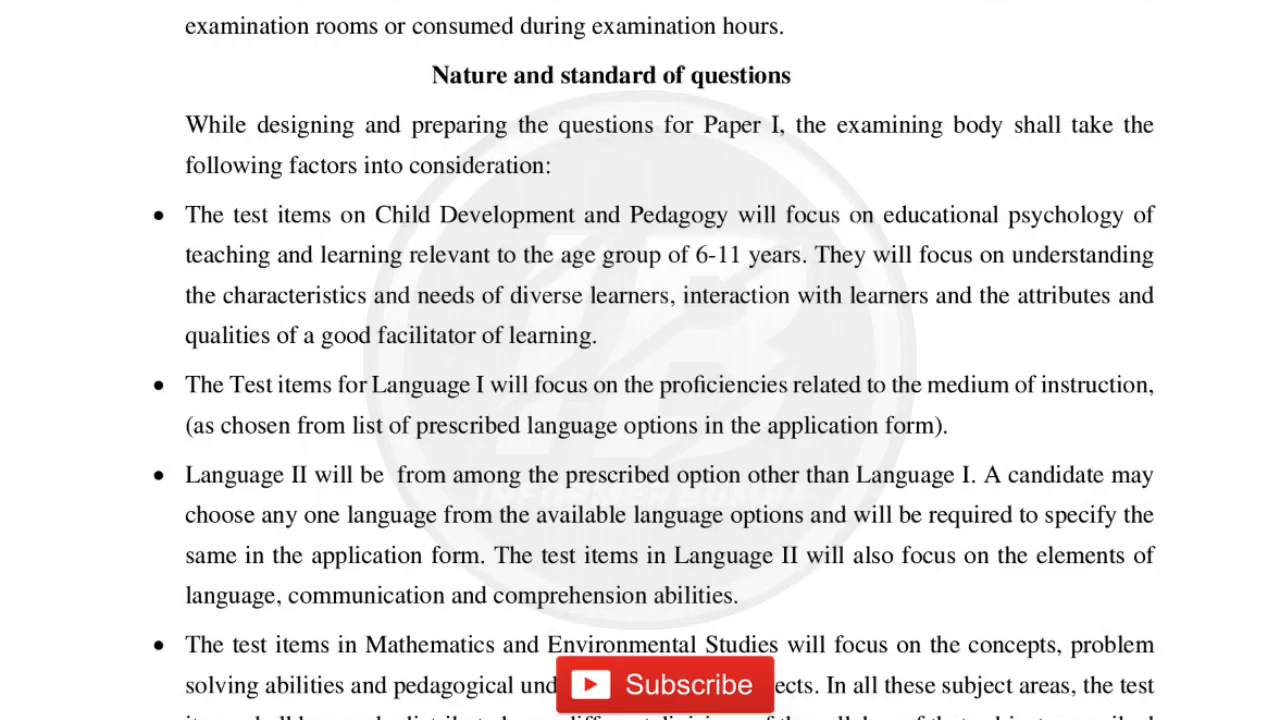 examination rooms or consumed during examination hours.
Nature and standard of questions
While designing and preparing the questions for Paper I, the examining body shall take the
following factors into consideration:
• The test items on Child Development and Pedagogy will focus on educational psychology of
teaching and learning relevant to the age group of 6-11 years. They will focus on understanding
the characteristics and needs of diverse learners, interaction with learners and the attributes and
qualities of a good facilitator of learning.
• The Test items for Language I will focus on the proficiencies related to the medium of instruction,
(as chosen from list of prescribed language options in the application form).
• Language II will be  from among the prescribed option other than Language I. A candidate may
choose any one language from the available language options and will be required to specify the
same in the application form. The test items in Language II will also focus on the elements of
language, communication and comprehension abilities.
• The test items in Mathematics and Environmental Studies will focus on the concepts, problem
solving abilities and pedagogical und Subscribe ects. In all these subject areas, the test